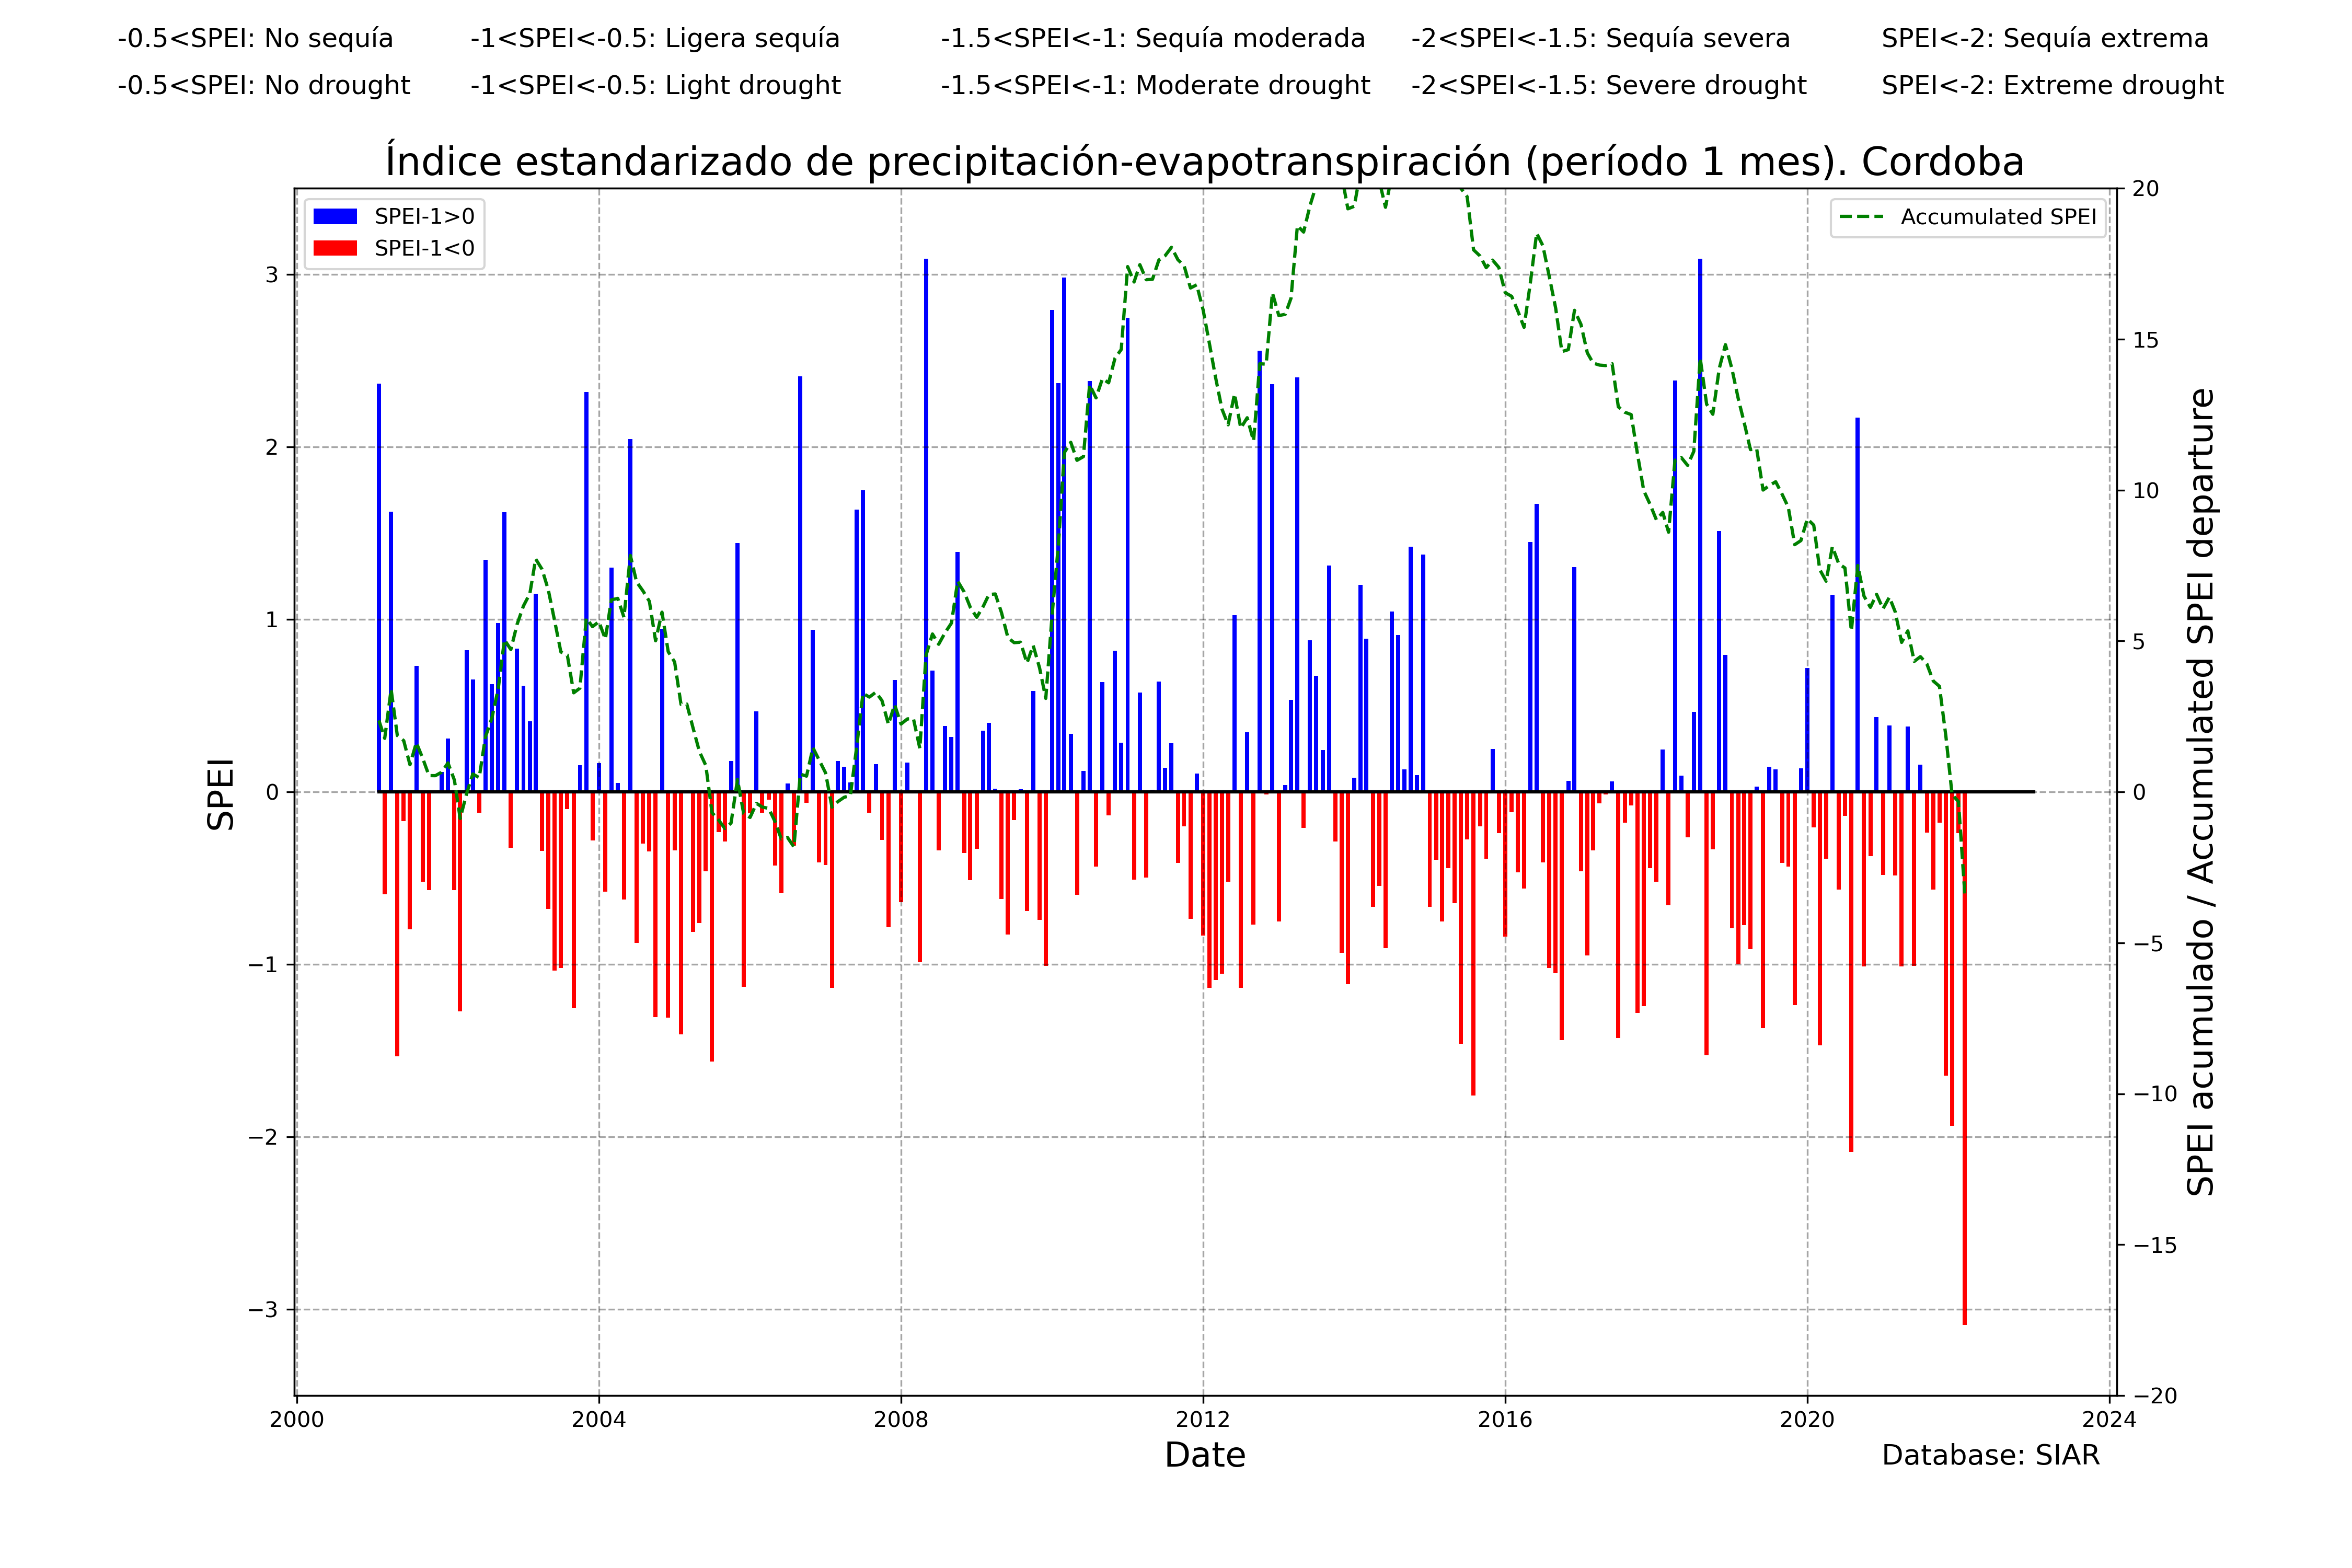 -0.5<SPEI: No sequía -1<SPEI<-0.5: Ligera sequía -1.5<SPEI<-1: Sequía moderada -2<SPEI<-1.5: Sequía severa SPEI<-2: Sequía extrema
-0.5<SPEI: No drought -1<SPEI<-0.5: Light drought -1.5<SPEI<-1: Moderate drought -2<SPEI<-1.5: Severe drought SPEI<-2: Extreme drought
Índice estandarizado de precipitación-evapotranspiración (período 1 mes). Cordoba
SPEI-1>0
SPEI-1<0
Accumulated SPEI
SPEI
3
2
1
0
−1
−2
−3
20
15
10
5
0
−5
−10
−15
−20
SPEI acumulado / Accumulated SPEI departure
2000 2004 2008 2012 2016 2020 2024
Date
Database: SIAR